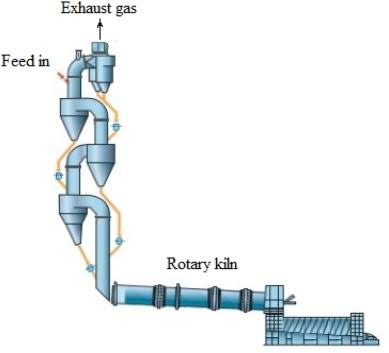 Exhaust gas
Feed in
Rotary kiln